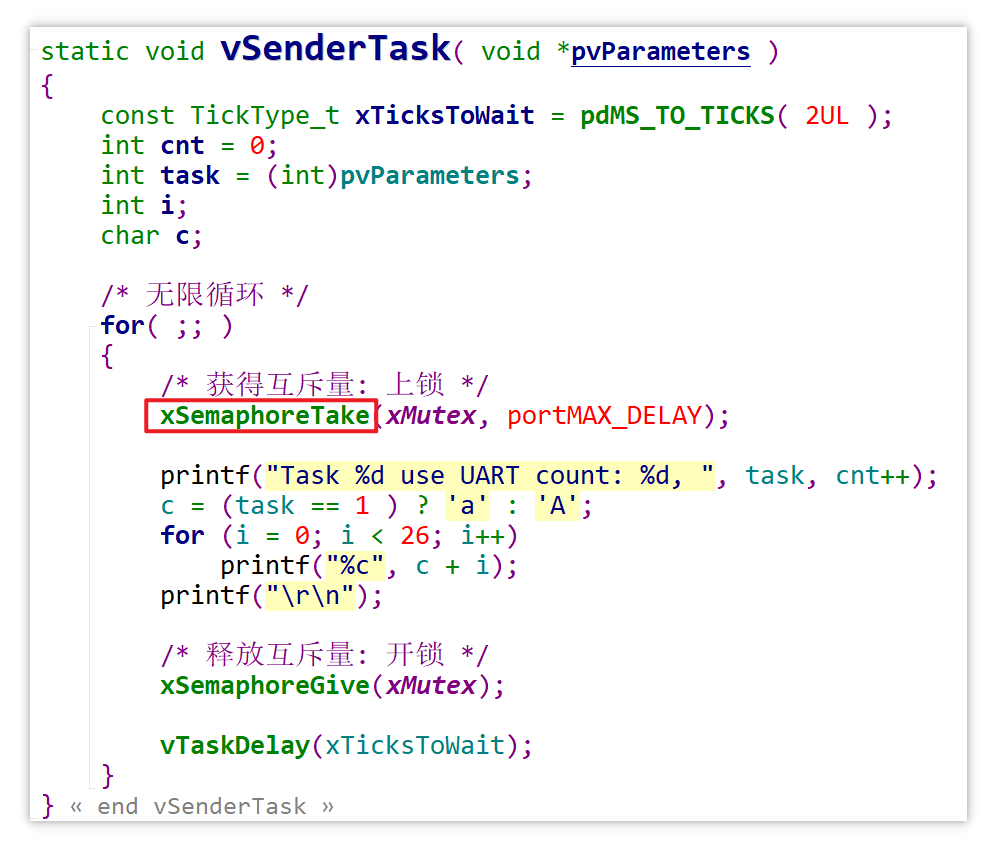 static void vSenderTask( void *pvParameters )
{
    const TickType_t xTicksToWait = pdMS_TO_TICKS( 2UL );
    int cnt = 0;
    int task = (int)pvParameters;
    int i;
    char c;

    /* 无限循环 */
    for( ;; )
    {
        /* 获得互斥量: 上锁 */
        xSemaphoreTake(xMutex, portMAX_DELAY);

        printf("Task %d use UART count: %d, ", task, cnt++);
        c = (task == 1 ) ? 'a' : 'A';
        for (i = 0; i < 26; i++)
            printf("%c", c + i);
        printf("\r\n");

        /* 释放互斥量: 开锁 */
        xSemaphoreGive(xMutex);

        vTaskDelay(xTicksToWait);
    }
} « end vSenderTask »